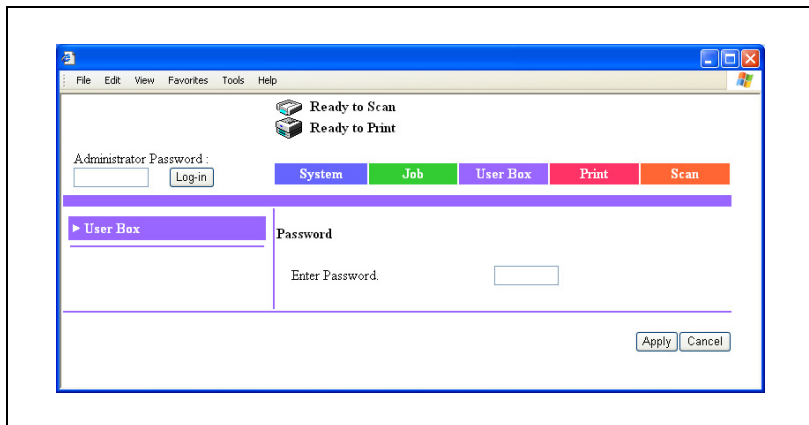 File Edit View Favorites Tools Help
Ready to Scan
Ready to Print
Administrator Password :
Log-in
System Job User Box Print Scan
User Box
Password
Enter Password.
Apply Cancel